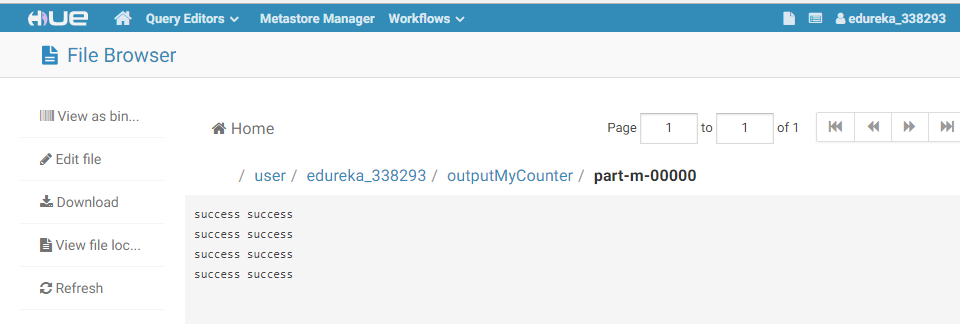 HUE Query Editors Metastore Manager Workflows edureka_338293
File Browser
View as bin...
Edit file
Download
View file loc...
Refresh
Home
Page 1 to 1 of 1
/ user / edureka_338293 / outputMyCounter / part-m-00000
success success
success success
success success
success success